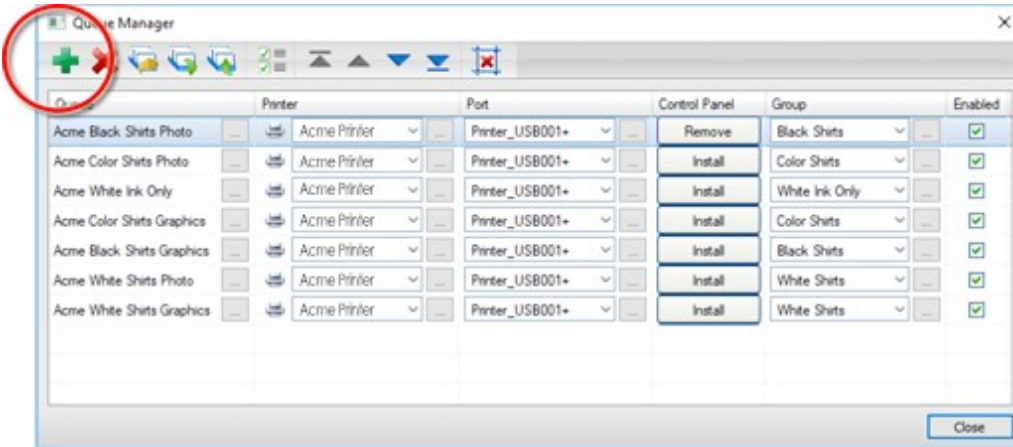 Queue Manager
Queue Printer Port Control Panel Group Enabled
Acme Black Shirts Photo ... Acme Printer ... Printer_USB001+ ... Remove Black Shirts ...
Acme Color Shirts Photo ... Acme Printer ... Printer_USB001+ ... Install Color Shirts ...
Acme White Ink Only ... Acme Printer ... Printer_USB001+ ... Install White Ink Only ...
Acme Color Shirts Graphics ... Acme Printer ... Printer_USB001+ ... Install Color Shirts ...
Acme Black Shirts Graphics ... Acme Printer ... Printer_USB001+ ... Install Black Shirts ...
Acme White Shirts Photo ... Acme Printer ... Printer_USB001+ ... Install White Shirts ...
Acme White Shirts Graphics ... Acme Printer ... Printer_USB001+ ... Install White Shirts ...
Close